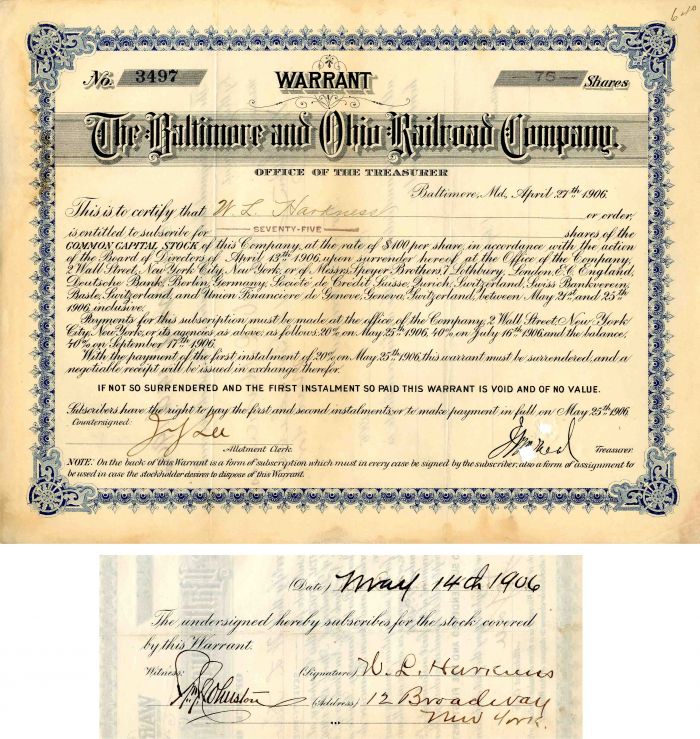 6 40
No. 3497 WARRANT 75 Shares
The Baltimore and Ohio Railroad Company.
OFFICE OF THE TREASURER
Baltimore, Md., April 27th 1906.
This is to certify that W. L. Harkness or order,
is entitled to subscribe for SEVENTY-FIVE shares of the
COMMON CAPITAL STOCK of this Company, at the rate of $100 per share, in accordance with the action
of the Board of Directors of April 13th 1906, upon surrender hereof at the Office of the Company,
2 Wall Street, New York City, New York, or of Messrs Speyer Brothers, 7 Lothbury, London, E.C. England,
Deutsche Bank, Berlin, Germany, Societe de Credit Suisse, Zurich, Switzerland, Swiss Bankverein,
Basle, Switzerland, and Union Financiere de Geneve, Geneva, Switzerland, between May 21st and 25th
1906, inclusive.
Payments for this subscription must be made at the office of the Company, 2 Wall Street, New York
City, New York, or its agencies as above, as follows: 20% on May 25th 1906, 40% on July 16th 1906, and the balance,
40% on September 17th 1906.
With the payment of the first instalment of 20% on May 25th 1906, this warrant must be surrendered, and a
negotiable receipt will be issued in exchange therefor.
IF NOT SO SURRENDERED AND THE FIRST INSTALMENT SO PAID THIS WARRANT IS VOID AND OF NO VALUE.
Subscribers have the right to pay the first and second instalments, or to make payment in full on May 25th 1906.
Countersigned:
Lee
Allotment Clerk. Treasurer.
NOTE. On the back of this Warrant is a form of subscription which must in every case be signed by the subscriber; also a form of assignment to
be used in case the stockholder desires to dispose of this Warrant.
(Date) May 14th 1906
The undersigned hereby subscribes for the stock covered
by this Warrant.
Witness: (Signature) W. L. Harkness
Johnston (Address) 12 Broadway
New York.